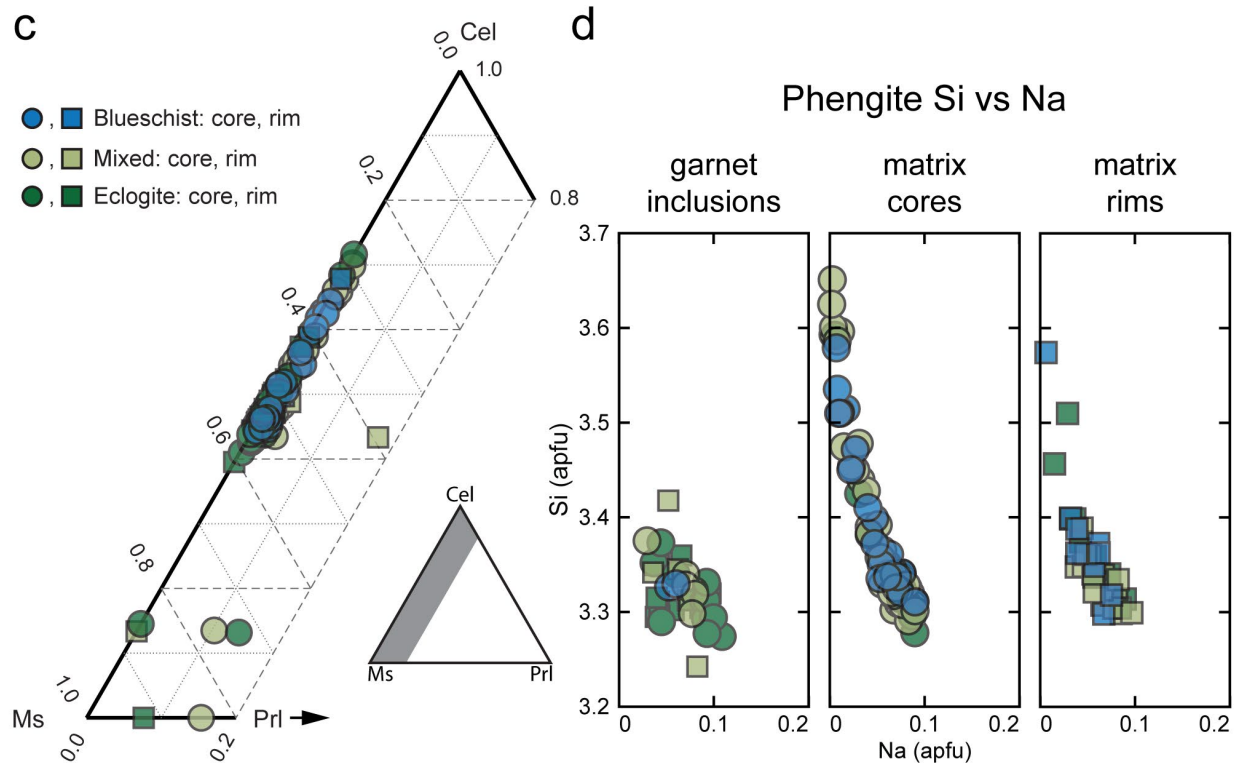 c
Cel
0.0
1.0
Blueschist: core, rim
Mixed: core, rim
Eclogite: core, rim
0.2
0.8
0.4
0.6
0.8
1.0
Ms
0.0
0.2
Prl
Cel
Ms
Prl
d
Phengite Si vs Na
garnet
inclusions
matrix
cores
matrix
rims
Si (apfu)
3.7
3.6
3.5
3.4
3.3
3.2
0
0.1
0.2
0
0.1
0.2
0
0.1
0.2
Na (apfu)